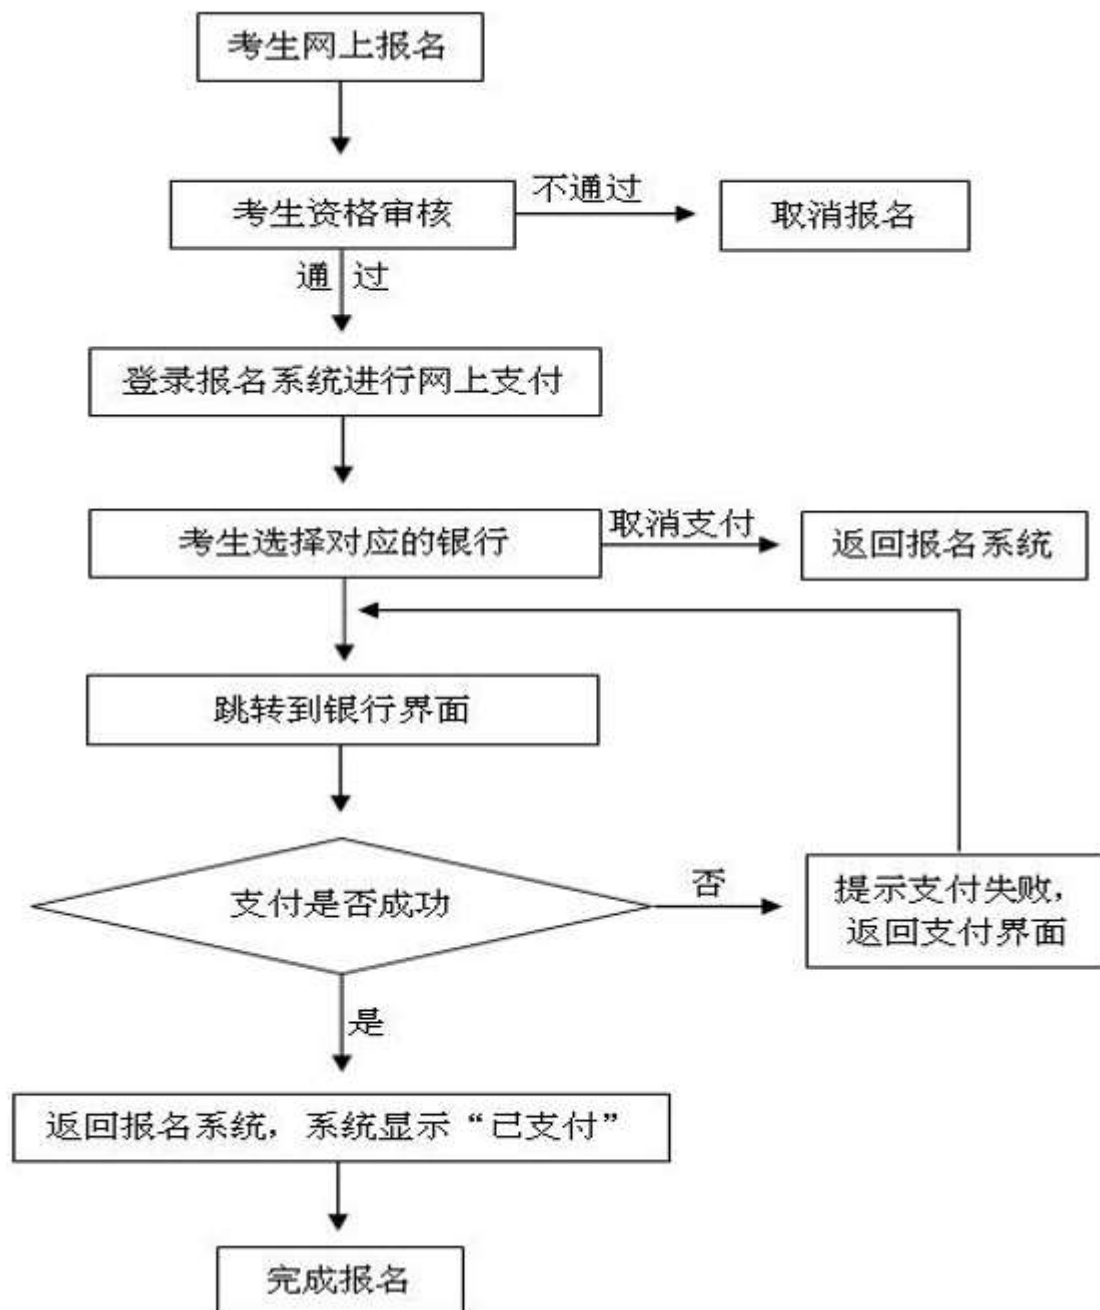 考生网上报名
考生资格审核
不通过
取消报名
通过
登录报名系统进行网上支付
考生选择对应的银行
取消支付
返回报名系统
跳转到银行界面
支付是否成功
否
提示支付失败，
返回支付界面
是
返回报名系统，系统显示“已支付”
完成报名